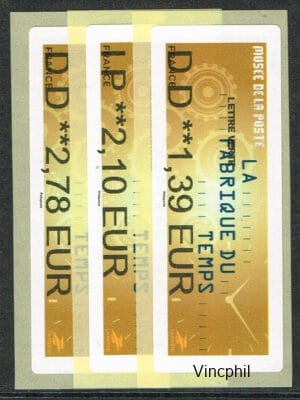 FRANCE
DD **2,78 EUR
TEMPS
FRANCE
LP **2,10 EUR
TEMPS
FRANCE
DD **1,39 EUR
LA
FABRIQUE DU
TEMPS
MUSÉE DE LA POSTE
Vincphil